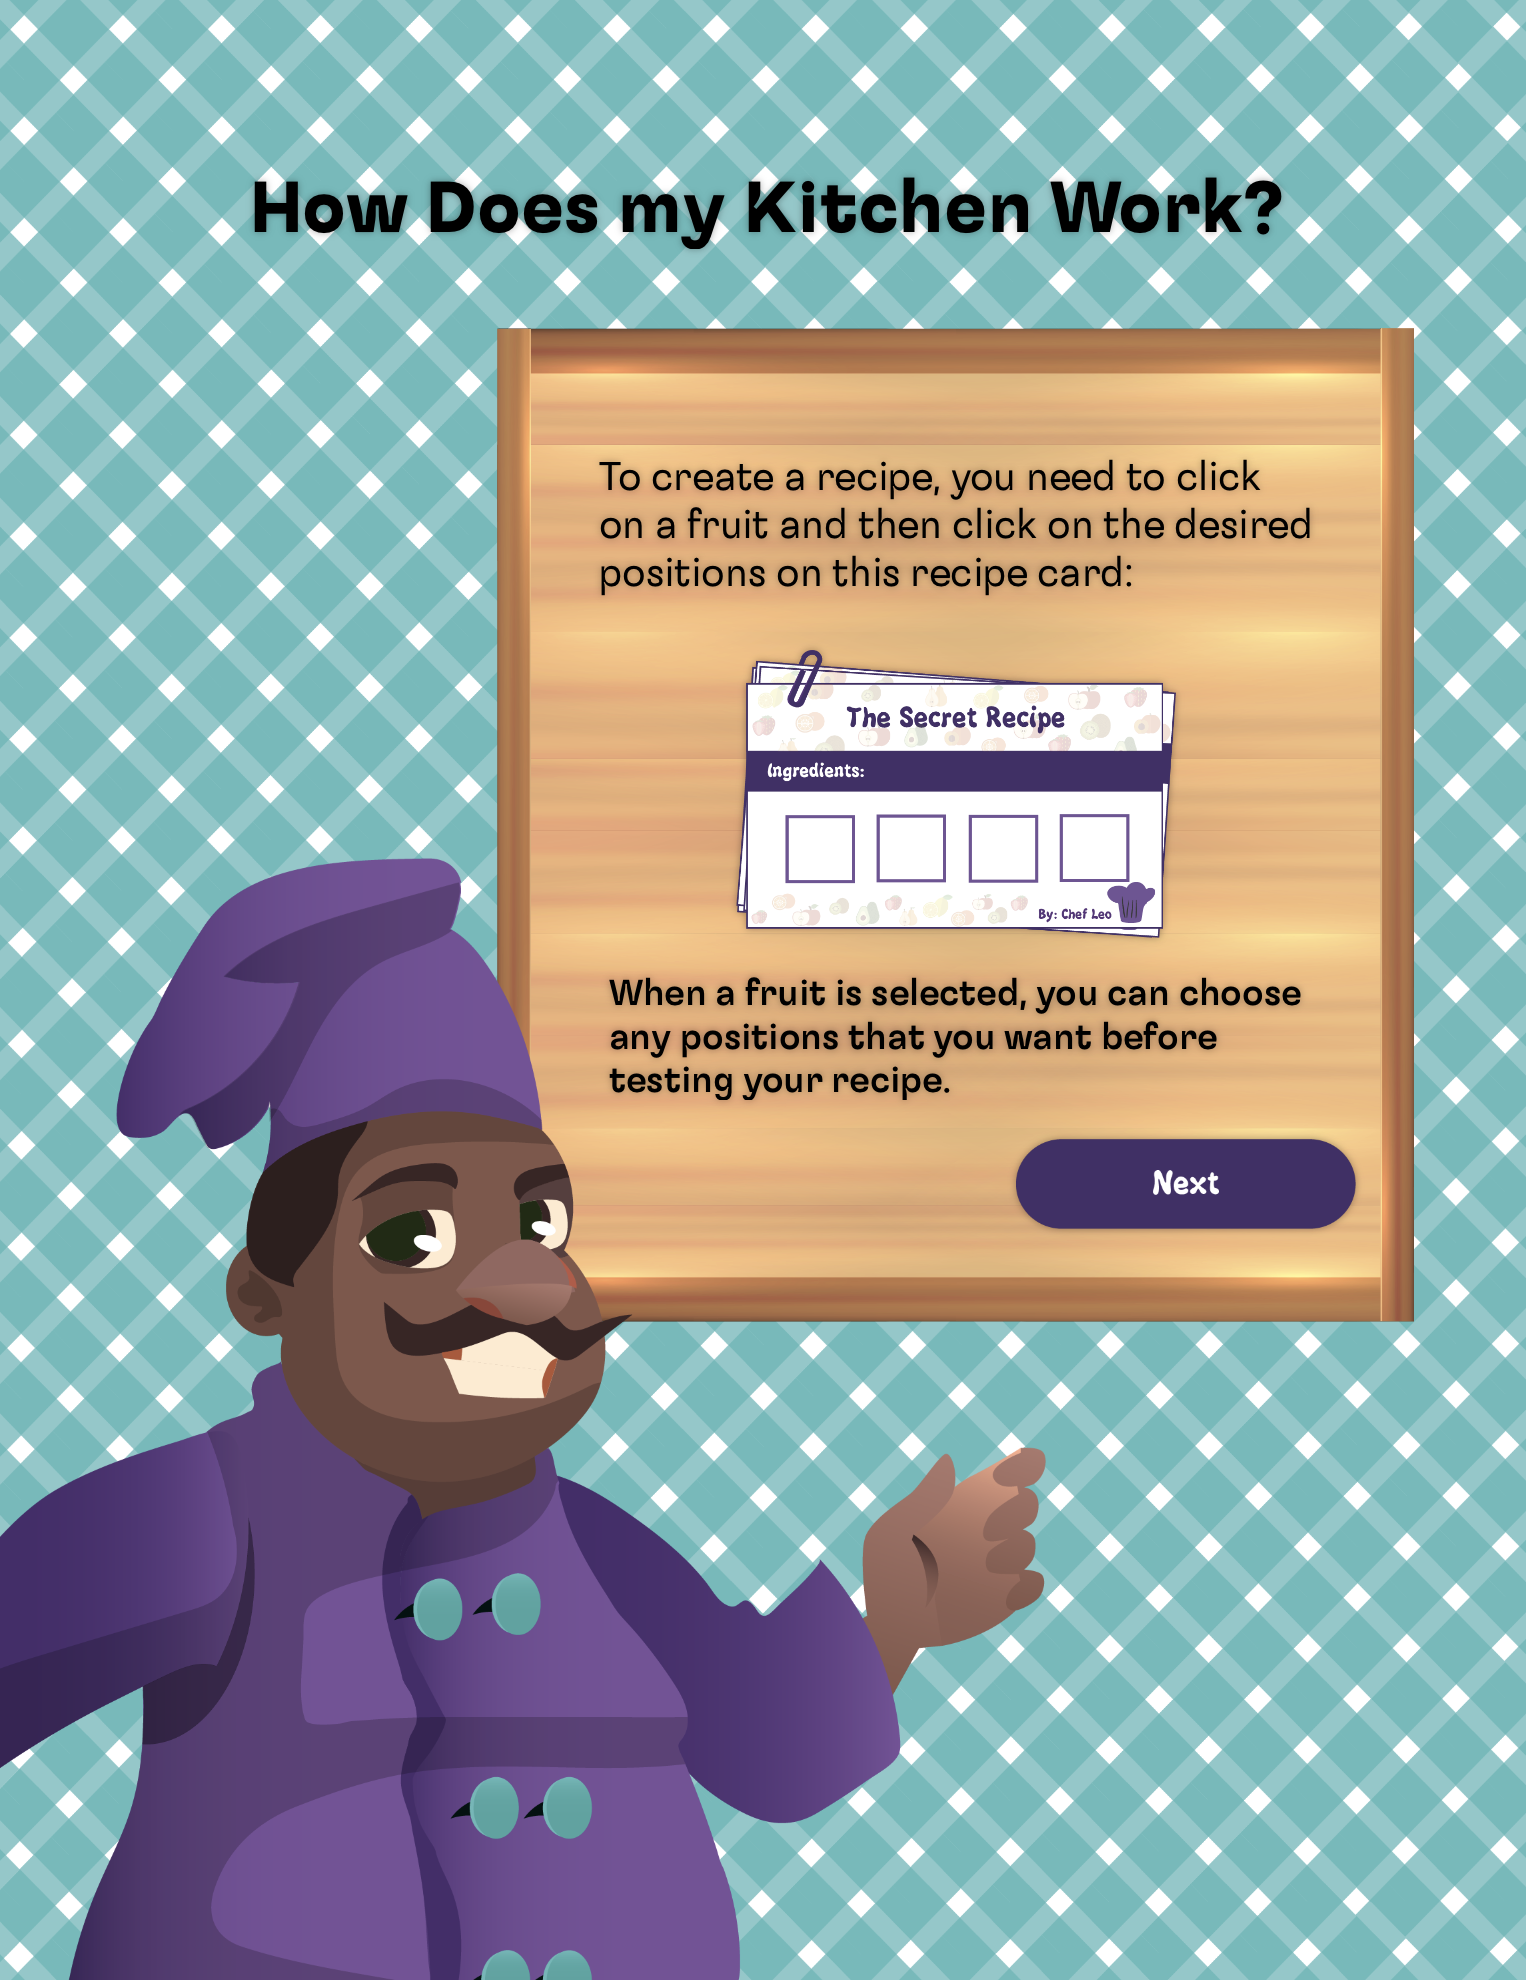 How Does my Kitchen Work?
To create a recipe, you need to click
on a fruit and then click on the desired
positions on this recipe card:
The Secret Recipe
Ingredients:
By: Chef Leo
When a fruit is selected, you can choose
any positions that you want before
testing your recipe.
Next